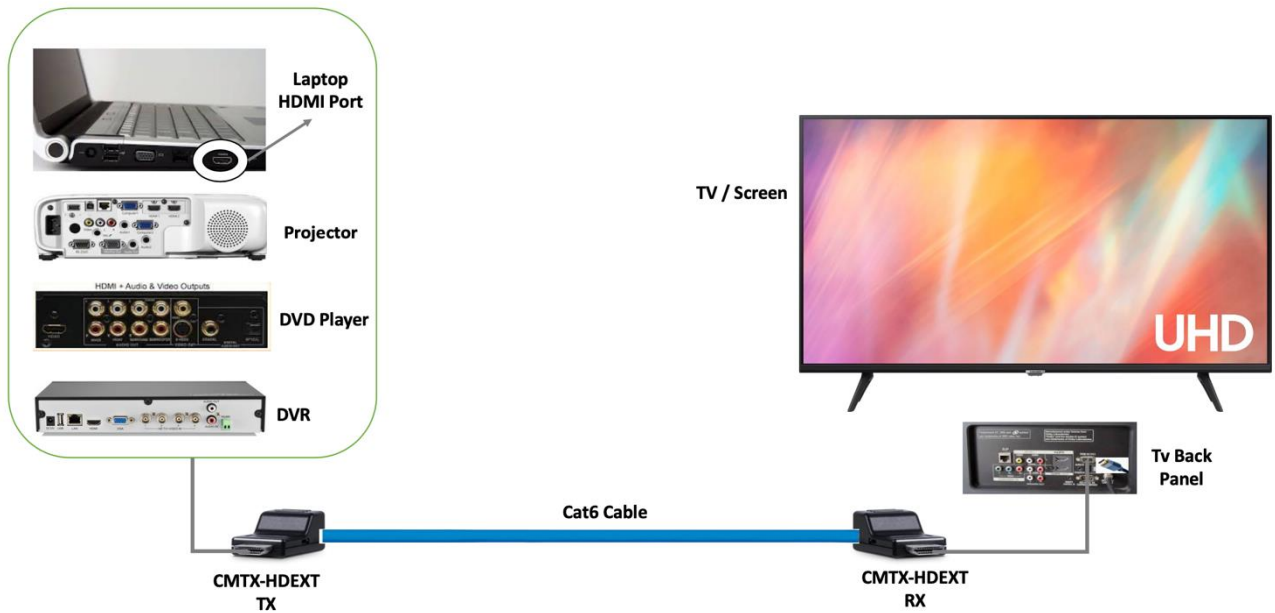 Laptop
HDMI Port
Projector
HDMI + Audio & Video Outputs
DVD Player
DVR
TV / Screen
UHD
Tv Back
Panel
Cat6 Cable
CMTX-HDEXT
TX
CMTX-HDEXT
RX